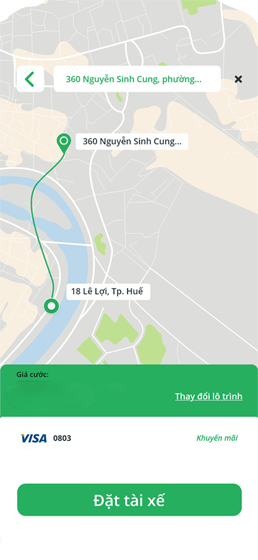 360 Nguyễn Sinh Cung, phường...
360 Nguyễn Sinh Cung...
18 Lê Lợi, Tp. Huế
Giá cước:
Thay đổi lô trình
VISA 0803 Khuyến mãi
Đặt tài xế